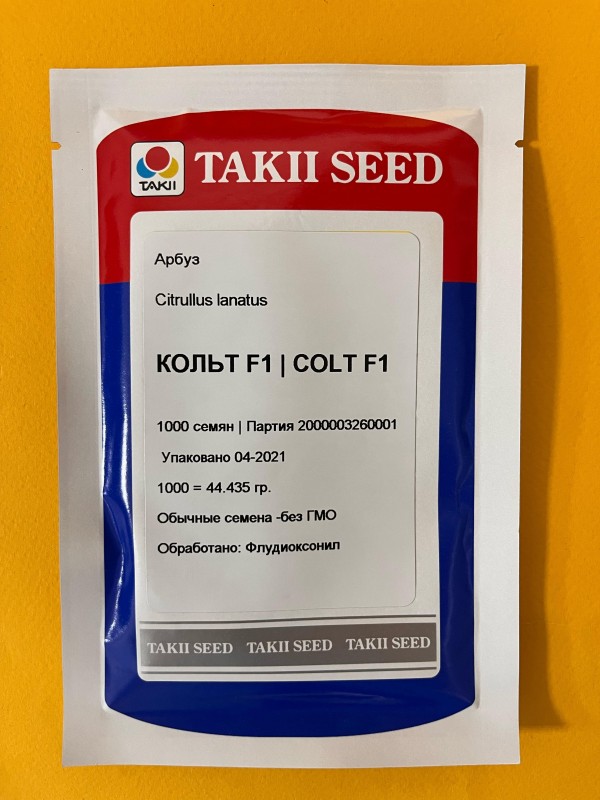 TAKII
TAKII SEED
Арбуз
Citrullus lanatus
КОЛЬТ F1 | COLT F1
1000 семян | Партия 2000003260001
Упаковано 04-2021
1000 = 44.435 гр.
Обычные семена -без ГМО
Обработано: Флудиоксонил
TAKII SEED TAKII SEED TAKII SEED